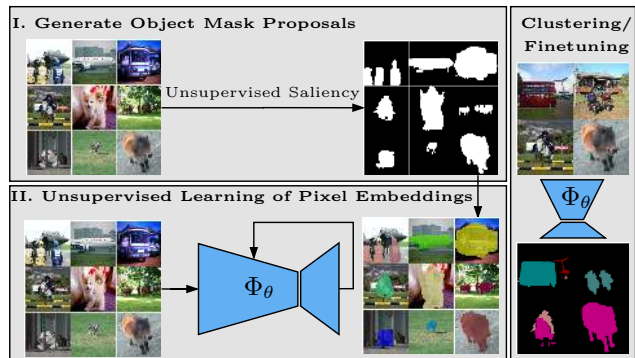 I. Generate Object Mask Proposals
Unsupervised Saliency
II. Unsupervised Learning of Pixel Embeddings
Φθ
Clustering/
Finetuning
Φθ